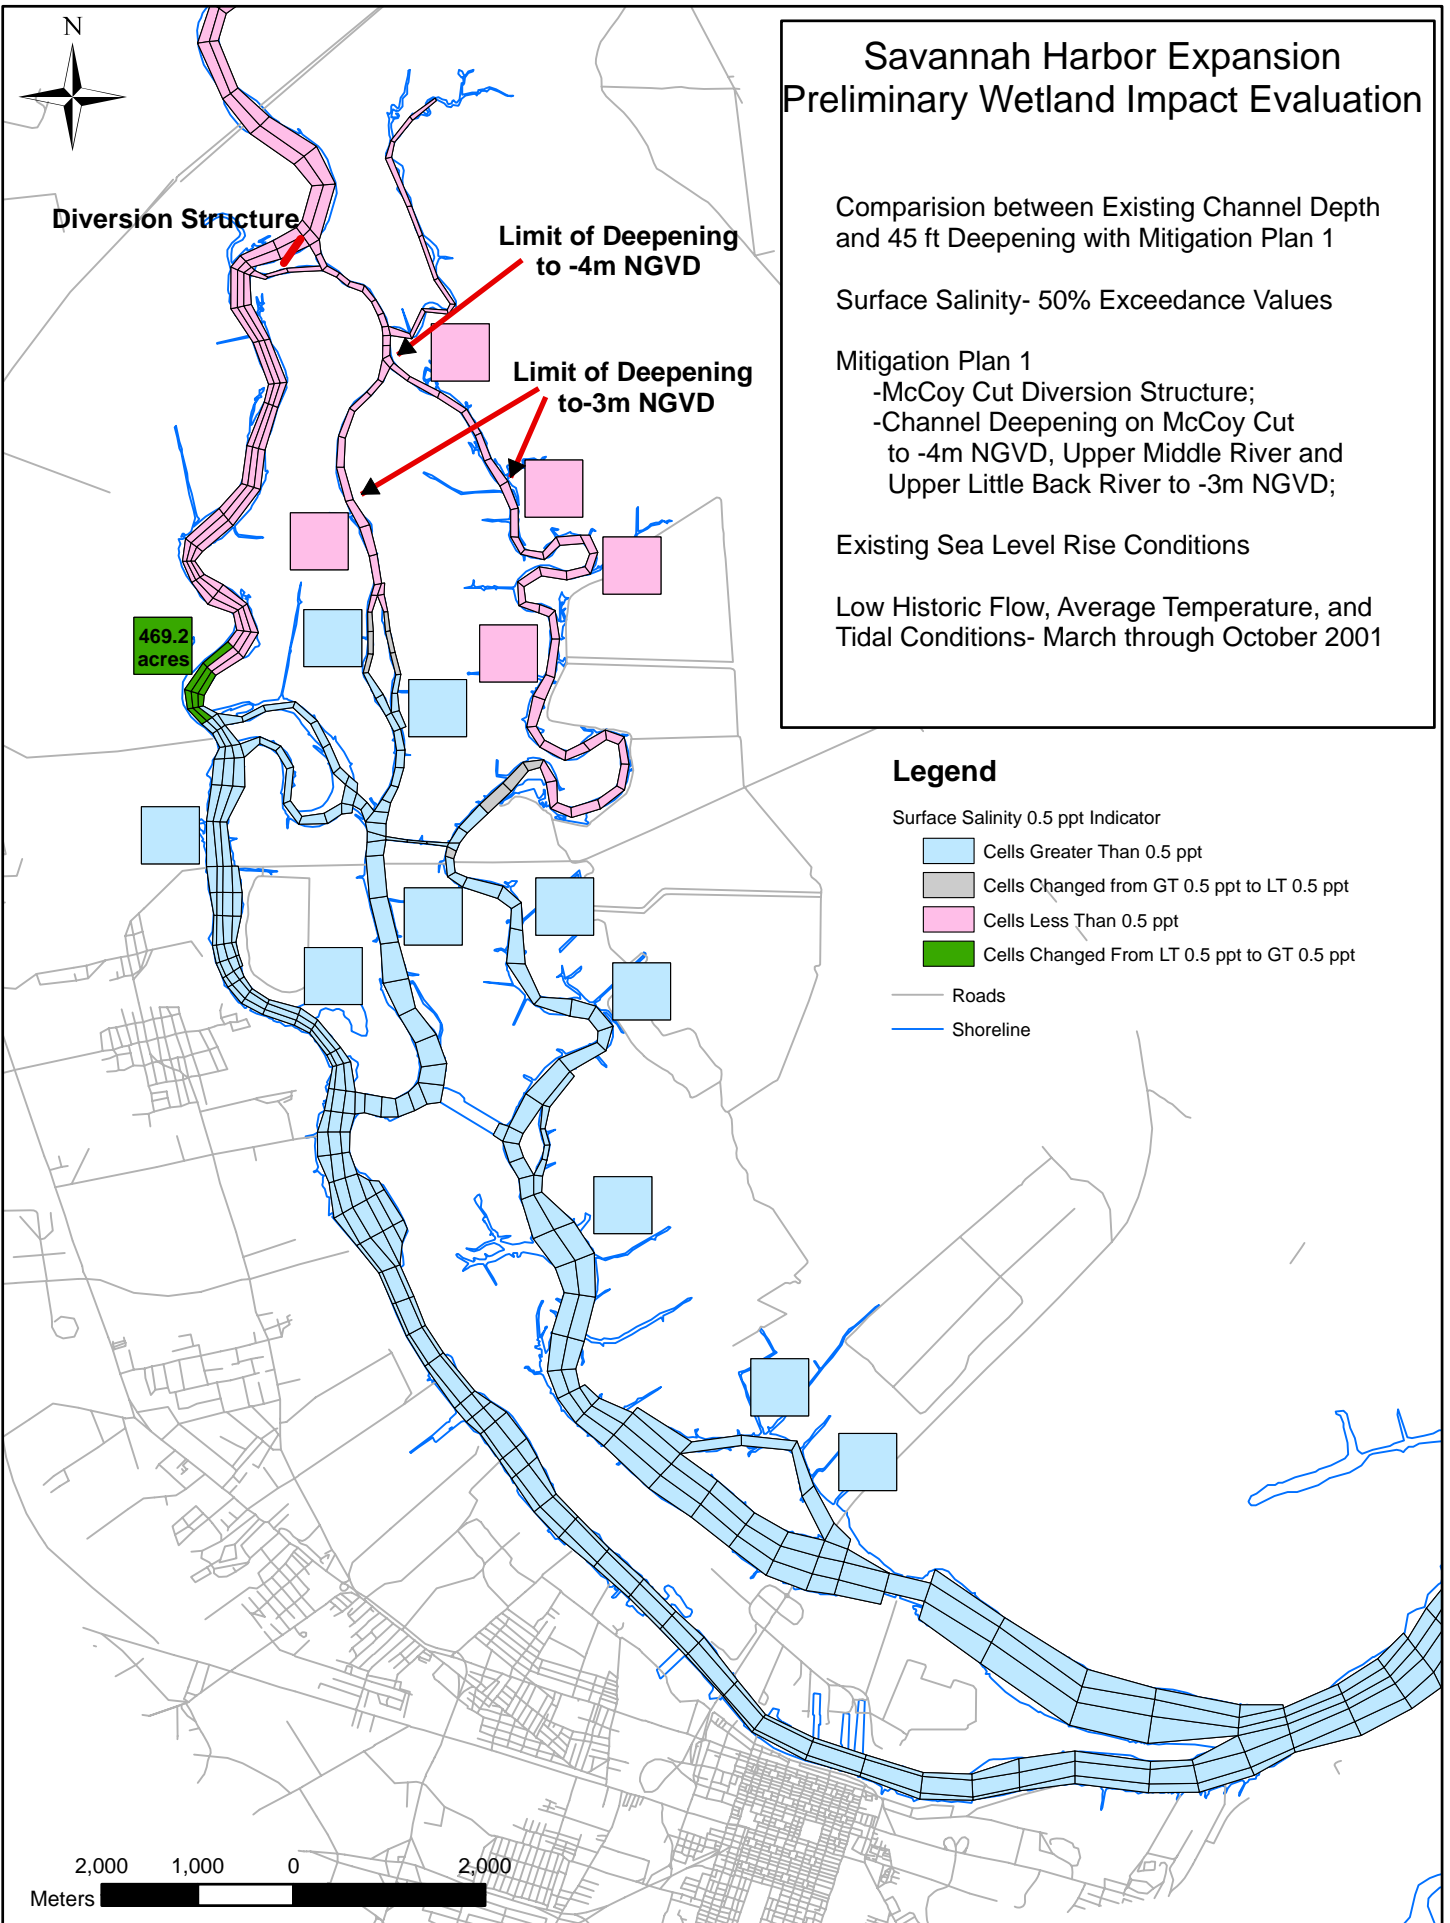 N
Savannah Harbor Expansion
Preliminary Wetland Impact Evaluation
Comparision between Existing Channel Depth
and 45 ft Deepening with Mitigation Plan 1
Surface Salinity- 50% Exceedance Values
Mitigation Plan 1
-McCoy Cut Diversion Structure;
-Channel Deepening on McCoy Cut
to -4m NGVD, Upper Middle River and
Upper Little Back River to -3m NGVD;
Existing Sea Level Rise Conditions
Low Historic Flow, Average Temperature, and
Tidal Conditions- March through October 2001
Diversion Structure
Limit of Deepening
to -4m NGVD
Limit of Deepening
to-3m NGVD
469.2
acres
Legend
Surface Salinity 0.5 ppt Indicator
Cells Greater Than 0.5 ppt
Cells Changed from GT 0.5 ppt to LT 0.5 ppt
Cells Less Than 0.5 ppt
Cells Changed From LT 0.5 ppt to GT 0.5 ppt
Roads
Shoreline
2,000 1,000 0 2,000
Meters